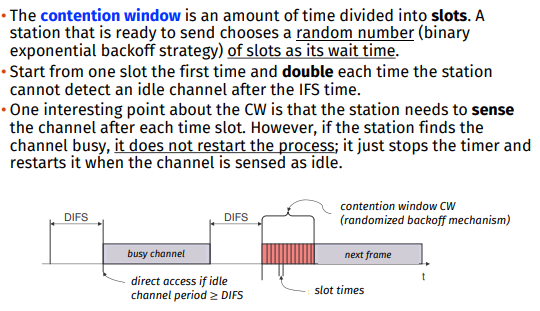 • The contention window is an amount of time divided into slots. A
station that is ready to send chooses a random number (binary
exponential backoff strategy) of slots as its wait time.
• Start from one slot the first time and double each time the station
cannot detect an idle channel after the IFS time.
• One interesting point about the CW is that the station needs to sense
the channel after each time slot. However, if the station finds the
channel busy, it does not restart the process; it just stops the timer and
restarts it when the channel is sensed as idle.
contention window CW
(randomized backoff mechanism)
DIFS
DIFS
busy channel
next frame
t
direct access if idle
channel period ≥ DIFS
slot times